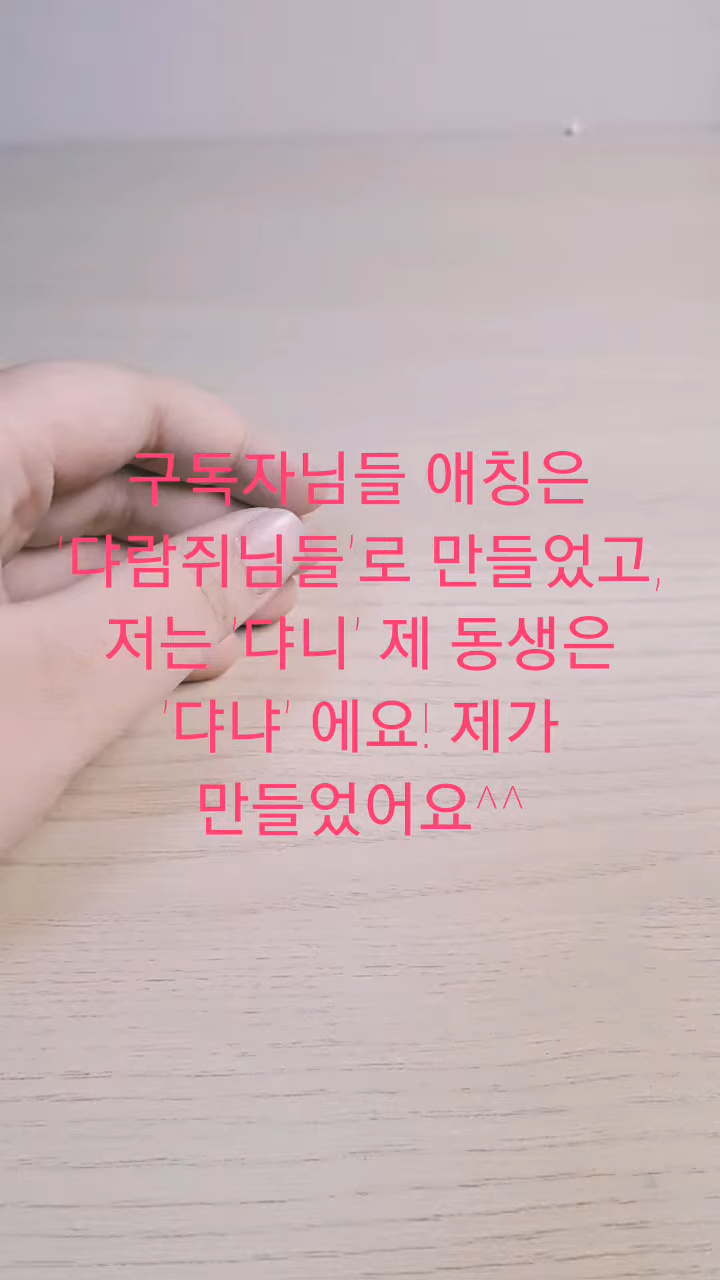 구독자님들 애칭은
'댜람쥐님들'로 만들었고,
저는 '댜니' 제 동생은
'댜냐' 에요! 제가
만들었어요^^